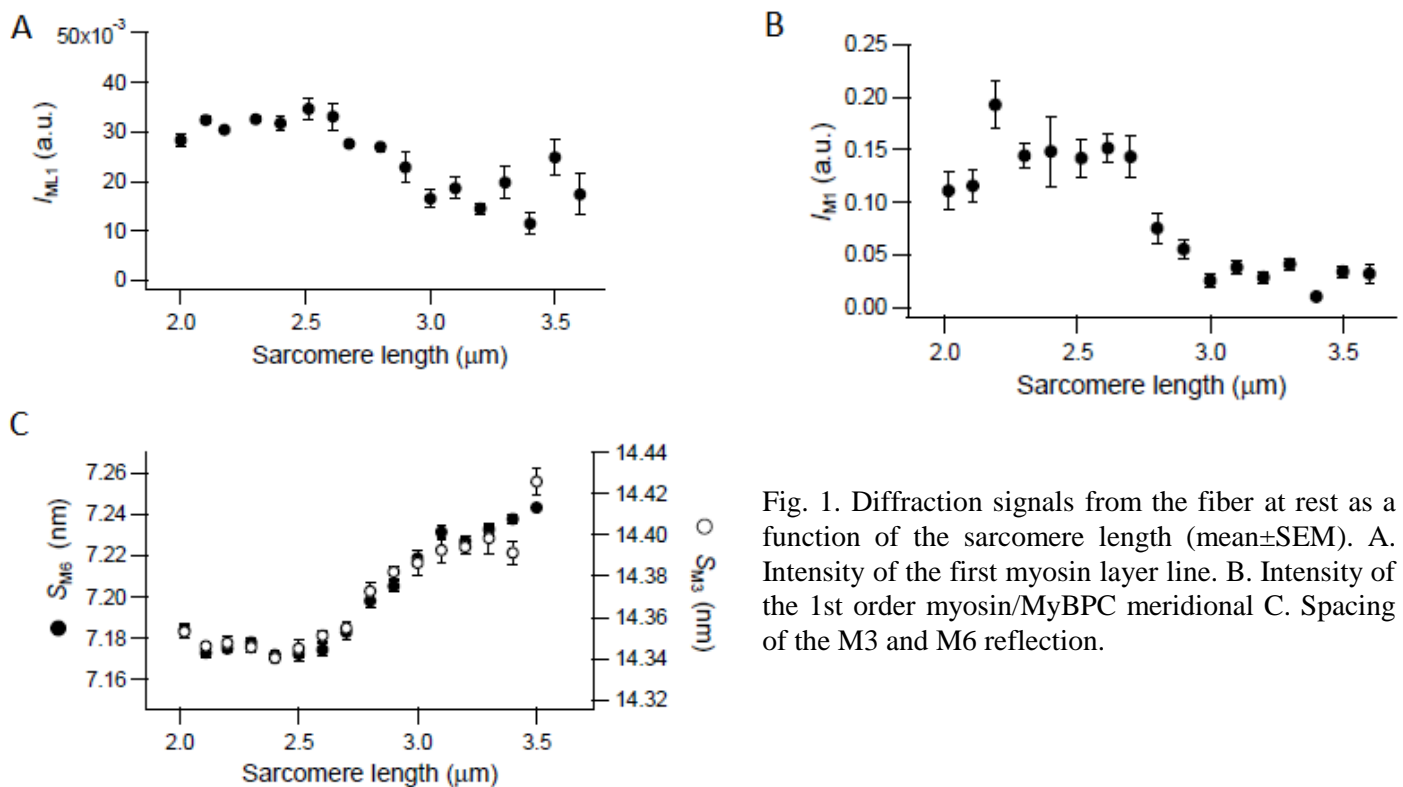 A
50x10⁻³
40
30
20
10
0
I_ML1 (a.u.)
2.0 2.5 3.0 3.5
Sarcomere length (μm)
B
0.25
0.20
0.15
0.10
0.05
0.00
I_M1 (a.u.)
2.0 2.5 3.0 3.5
Sarcomere length (μm)
C
7.26
7.24
7.22
7.20
7.18
7.16
● S_M6 (nm)
14.44
14.42
14.40
14.38
14.36
14.34
14.32
○ S_M3 (nm)
2.0 2.5 3.0 3.5
Sarcomere length (μm)
Fig. 1. Diffraction signals from the fiber at rest as a
function of the sarcomere length (mean±SEM). A.
Intensity of the first myosin layer line. B. Intensity of
the 1st order myosin/MyBPC meridional C. Spacing
of the M3 and M6 reflection.